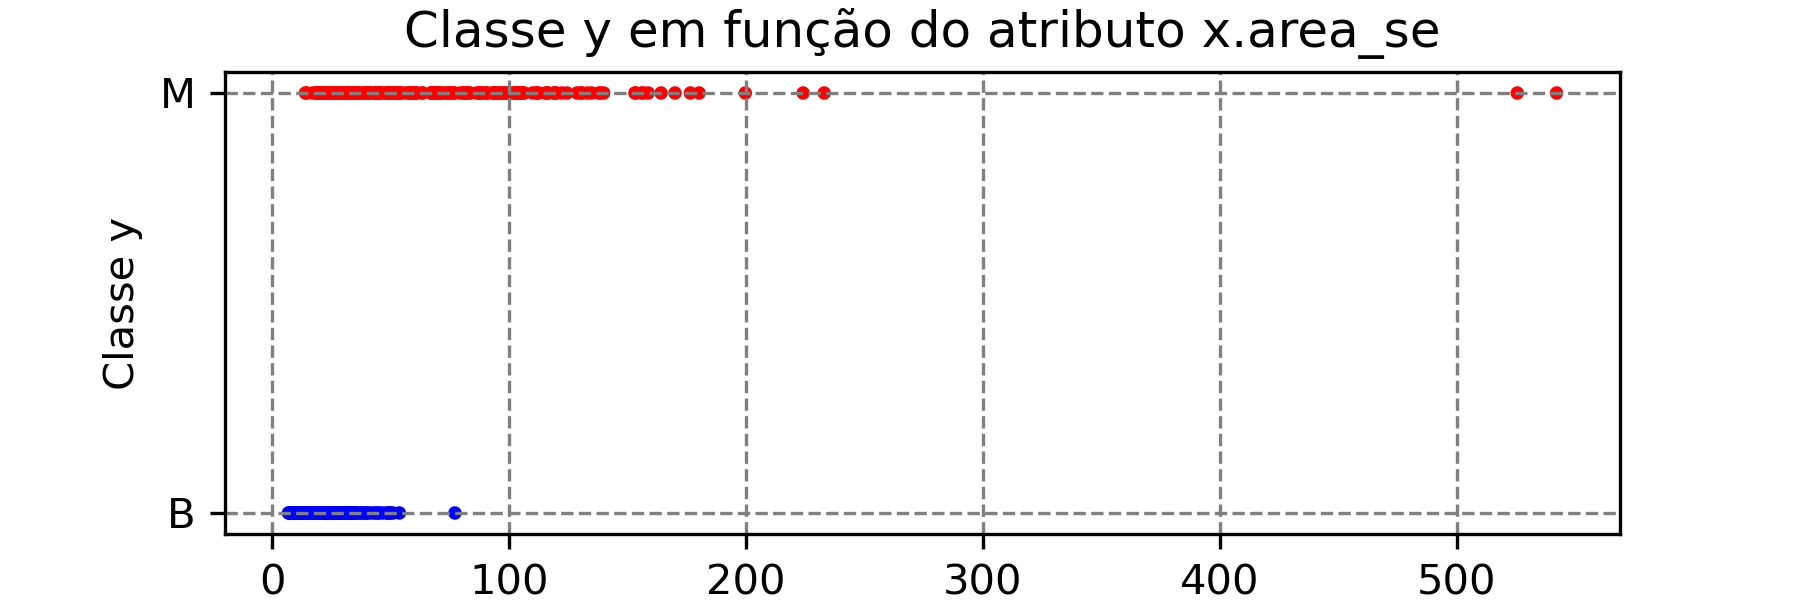 Classe y em função do atributo x.area_se
M
Classe y
B
0 100 200 300 400 500